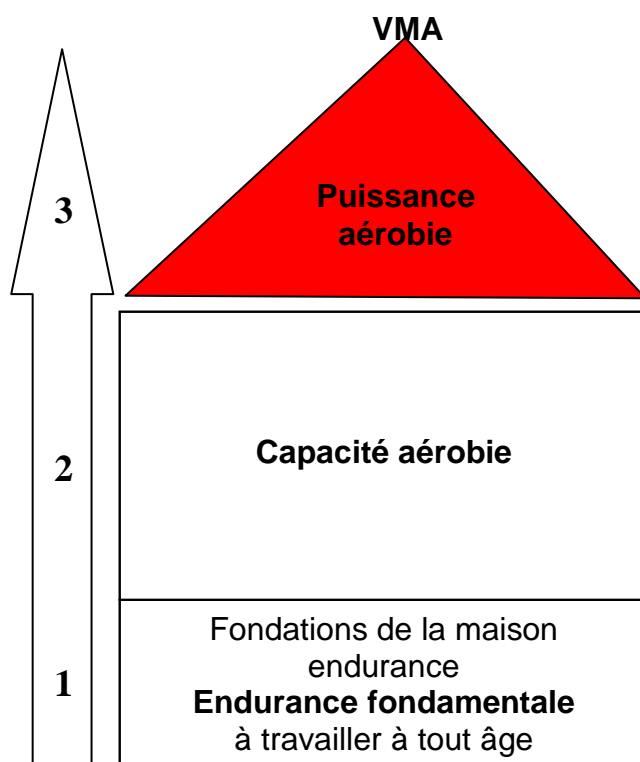 VMA
3
Puissance
aérobie
2
Capacité aérobie
1
Fondations de la maison
endurance
Endurance fondamentale
à travailler à tout âge